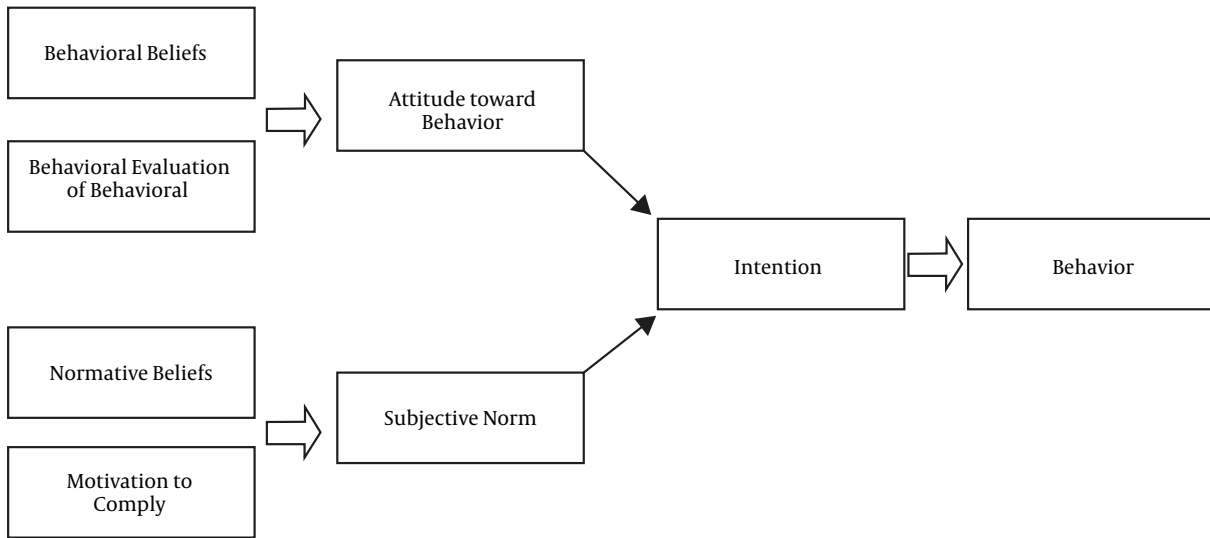 Behavioral Beliefs
Behavioral Evaluation
of Behavioral
Attitude toward
Behavior
Normative Beliefs
Motivation to
Comply
Subjective Norm
Intention
Behavior